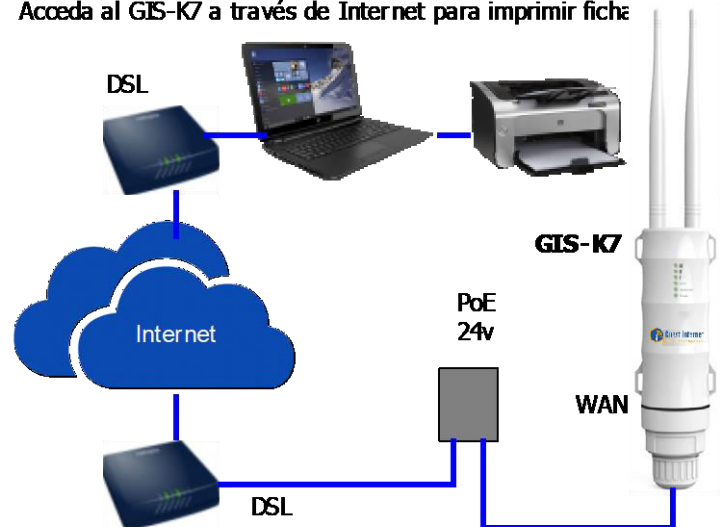 Acceda al GIS-K7 a través de Internet para imprimir ficha
DSL
GIS-K7
PoE
24v
Internet
WAN
DSL